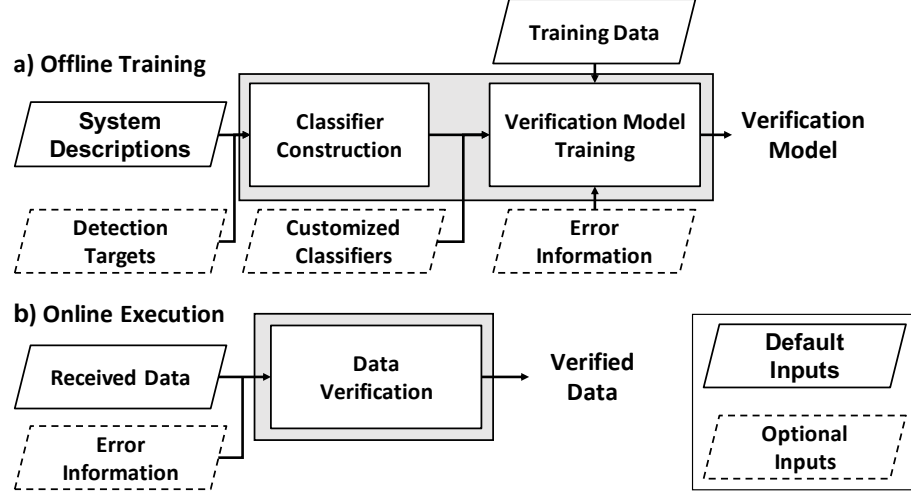 Training Data
a) Offline Training
System
Descriptions
Classifier
Construction
Verification Model
Training
Verification
Model
Detection
Targets
Customized
Classifiers
Error
Information
b) Online Execution
Received Data
Data
Verification
Verified
Data
Error
Information
Default
Inputs
Optional
Inputs